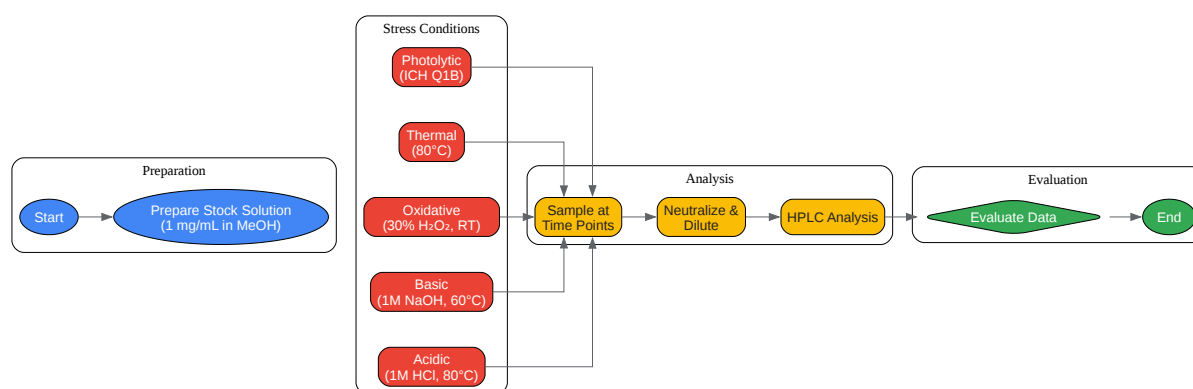 Preparation
Start
Prepare Stock Solution
(1 mg/mL in MeOH)
Stress Conditions
Photolytic
(ICH Q1B)
Thermal
(80°C)
Oxidative
(30% H₂O₂, RT)
Basic
(1M NaOH, 60°C)
Acidic
(1M HCl, 80°C)
Analysis
Sample at
Time Points
Neutralize &
Dilute
HPLC Analysis
Evaluation
Evaluate Data
End